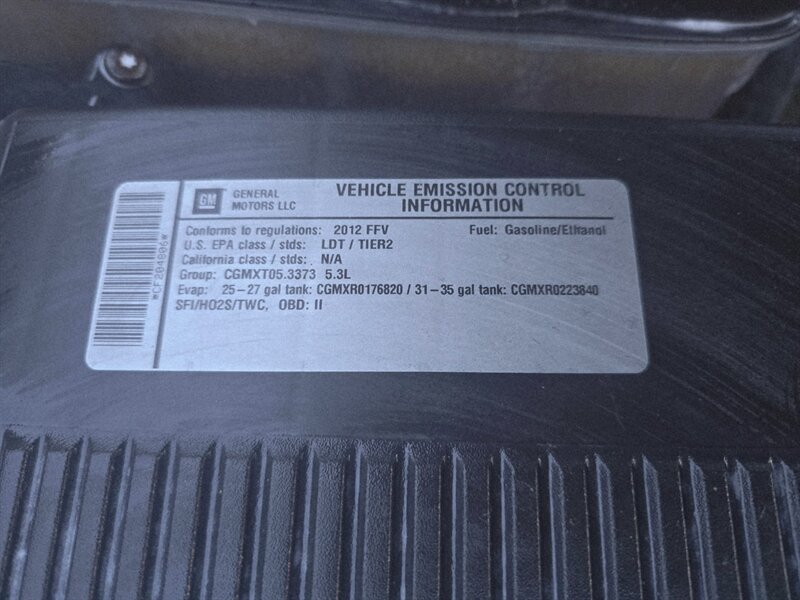 GM GENERAL MOTORS LLC
VEHICLE EMISSION CONTROL INFORMATION
Conforms to regulations: 2012 FFV Fuel: Gasoline/Ethanol
U.S. EPA class / stds: LDT / TIER2
California class / stds: N/A
Group: CGMXT05.3373 5.3L
Evap: 25-27 gal tank: CGMXR0176820 / 31-35 gal tank: CGMXR0223840
SFI/HO2S/TWC, OBD: II
*CF204806*